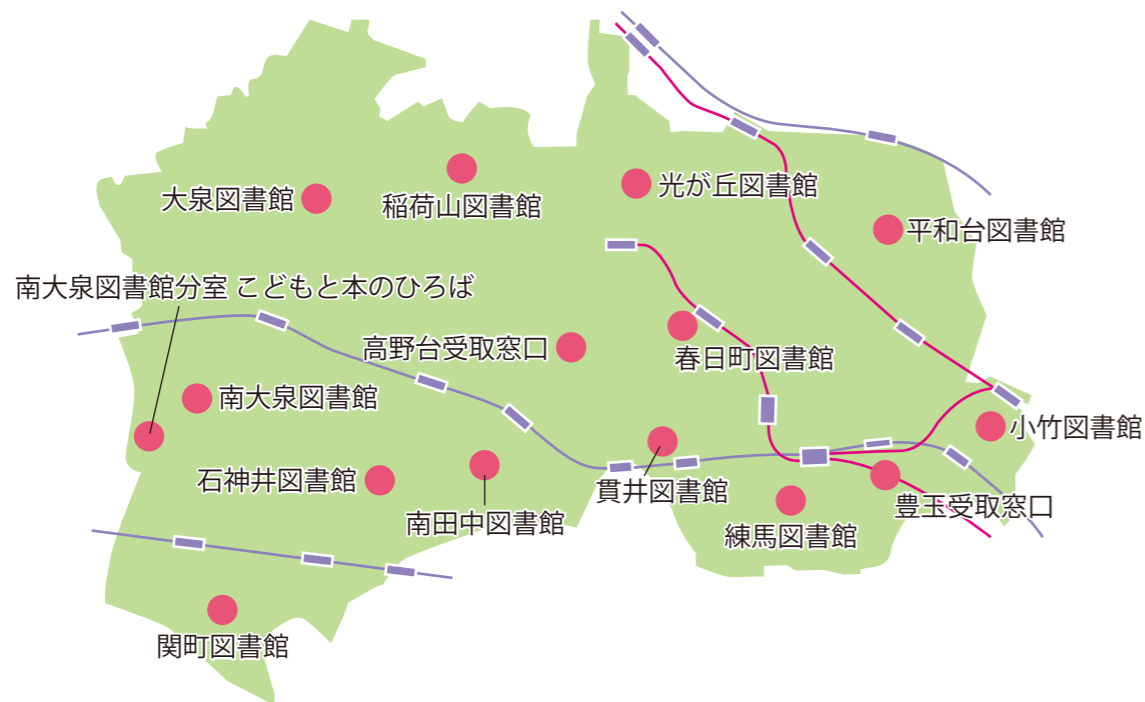 大泉図書館
稲荷山図書館
光が丘図書館
平和台図書館
南大泉図書館分室 こどもと本のひろば
高野台受取窓口
春日町図書館
南大泉図書館
小竹図書館
石神井図書館
南田中図書館
貫井図書館
練馬図書館
豊玉受取窓口
関町図書館